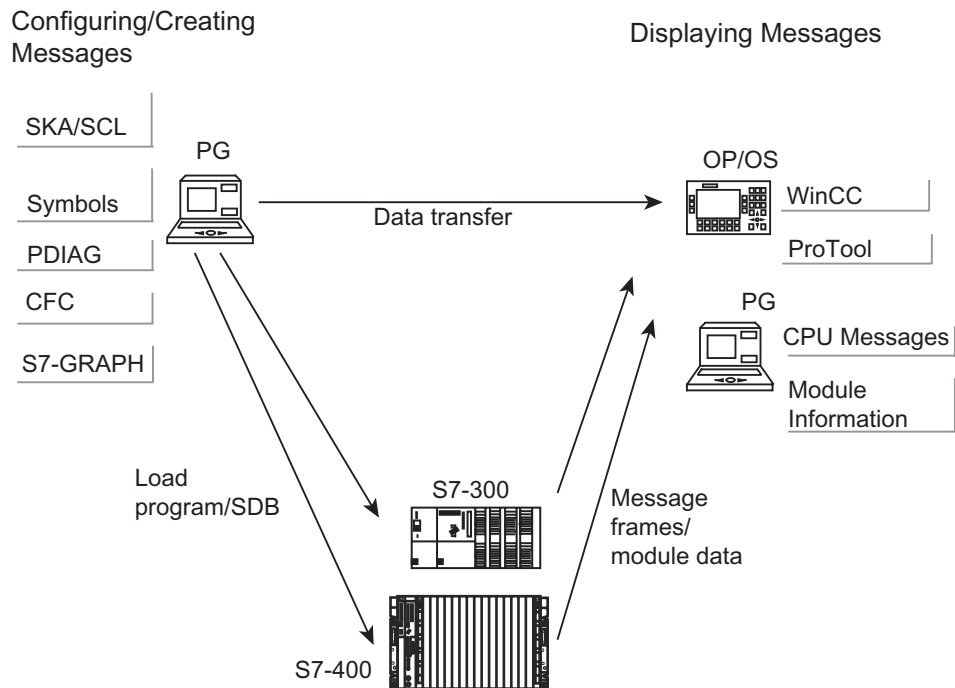 Configuring/Creating
Messages
Displaying Messages
SKA/SCL
PG
OP/OS
Symbols
Data transfer
WinCC
PDIAG
ProTool
CFC
PG
CPU Messages
S7-GRAPH
Module
Information
Load
program/SDB
S7-300
Message
frames/
module data
S7-400